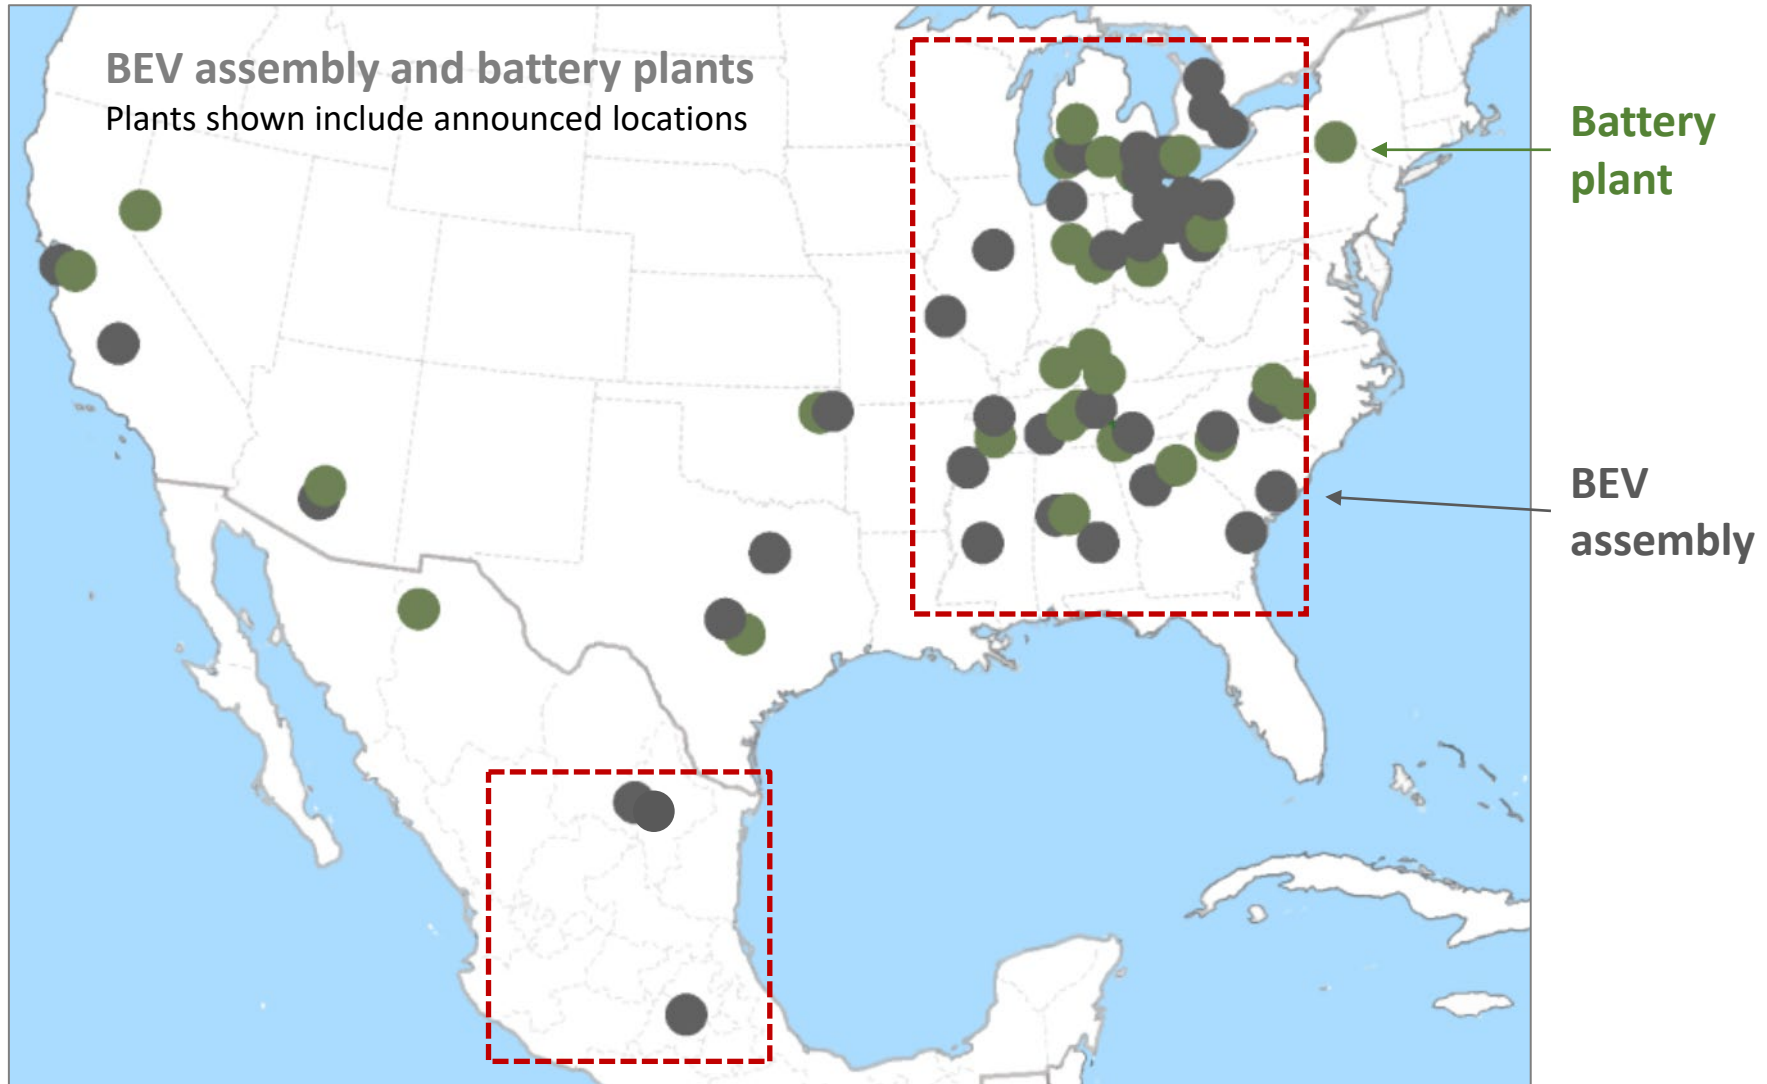 BEV assembly and battery plants
Plants shown include announced locations
Battery
plant
BEV
assembly